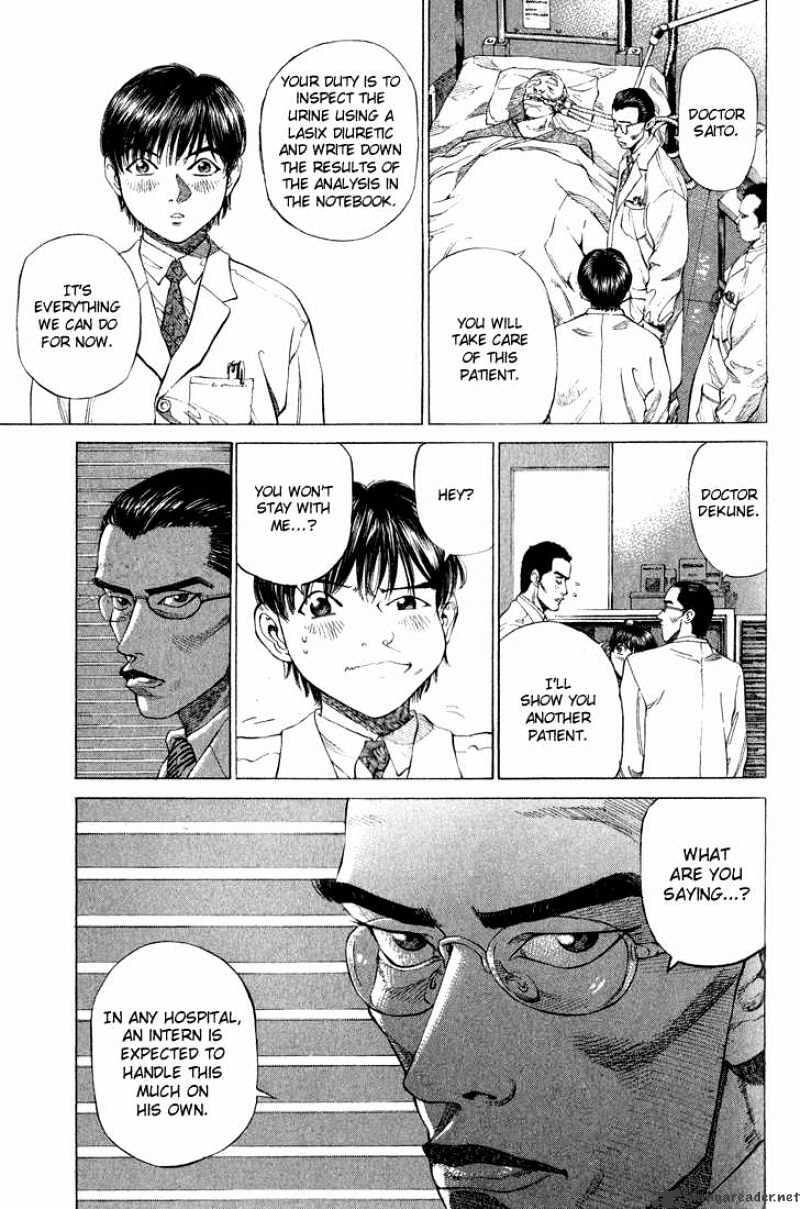 DOCTOR
SAITO.
YOU WILL
TAKE CARE
OF THIS
PATIENT.
YOUR DUTY IS TO
INSPECT THE
URINE USING A
LASIX DIURETIC
AND WRITE DOWN
THE RESULTS OF
THE ANALYSIS IN
THE NOTEBOOK.
IT'S
EVERYTHING
WE CAN DO
FOR NOW.
DOCTOR
DEKUNE.
I'LL
SHOW YOU
ANOTHER
PATIENT.
HEY?
YOU WON'T
STAY WITH
ME...?
WHAT
ARE YOU
SAYING...?
IN ANY HOSPITAL,
AN INTERN IS
EXPECTED TO
HANDLE THIS
MUCH ON
HIS OWN.